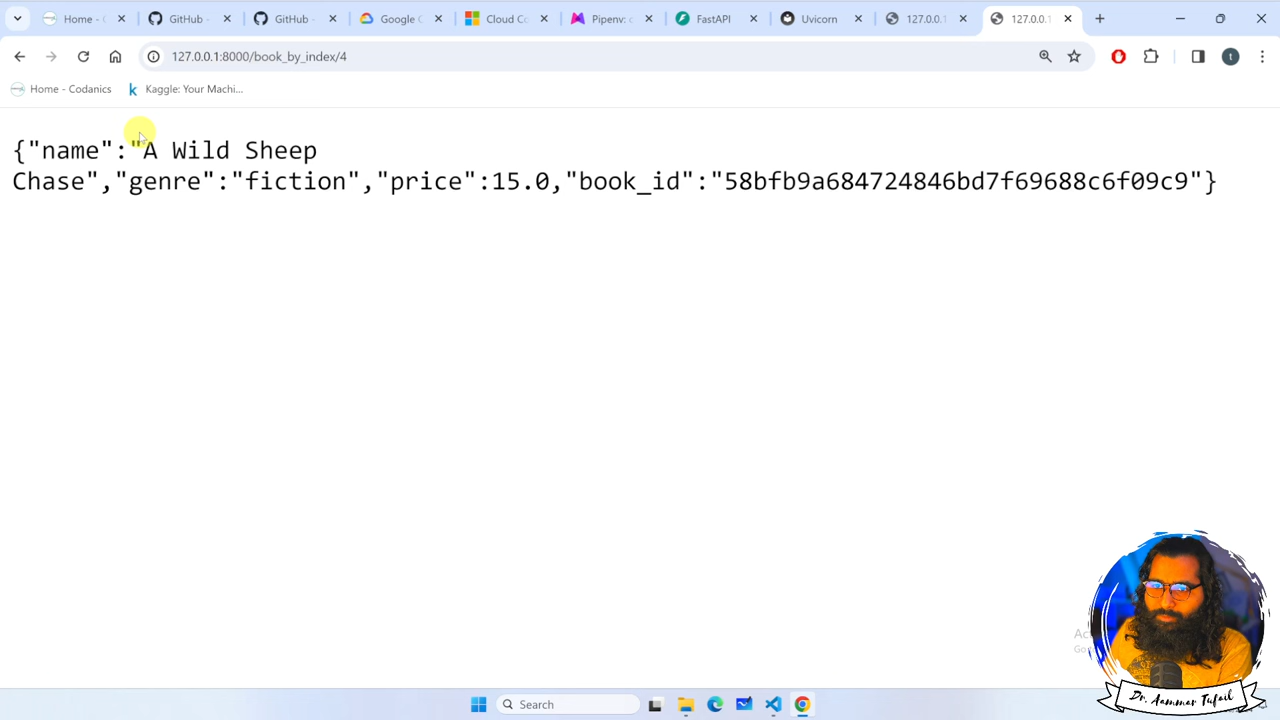 Home -
GitHub -
GitHub -
Google C
Cloud Co
Pipenv: c
FastAPI
Uvicorn
127.0.0.1
127.0.0.1
127.0.0.1:8000/book_by_index/4
t
Home - Codanics
Kaggle: Your Machi...
{"name":"A Wild Sheep
Chase","genre":"fiction","price":15.0,"book_id":"58bfb9a684724846bd7f69688c6f09c9"}
Dr. Aammar Tufail
Search